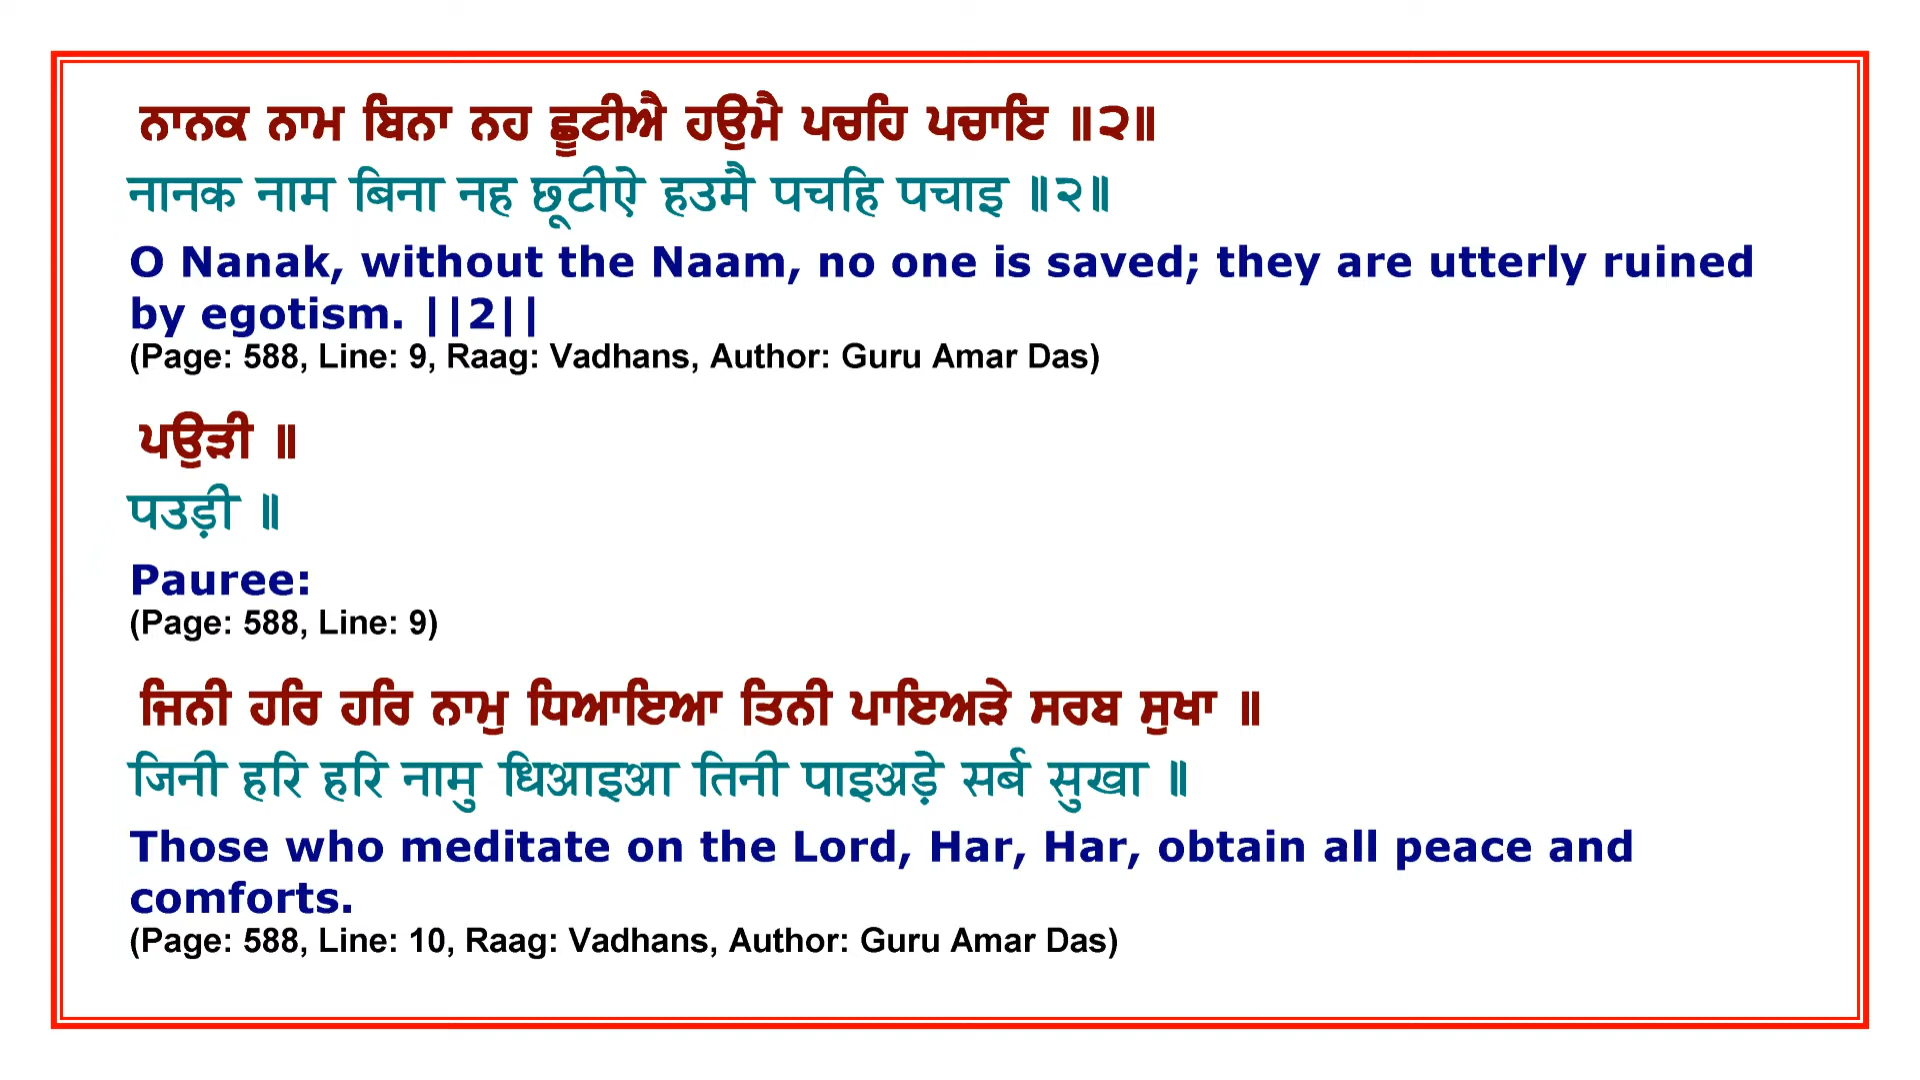 ਨਾਨਕ ਨਾਮ ਬਿਨਾ ਨਹ ਛੂਟੀਐ ਹਉਮੈ ਪਚਹਿ ਪਚਾਇ ॥੨॥
नानक नाम बिना नह छूटीऐ हउमै पचहि पचाइ ॥२॥
O Nanak, without the Naam, no one is saved; they are utterly ruined
by egotism. ||2||
(Page: 588, Line: 9, Raag: Vadhans, Author: Guru Amar Das)
ਪਉੜੀ ॥
पउड़ी ॥
Pauree:
(Page: 588, Line: 9)
ਜਿਨੀ ਹਰਿ ਹਰਿ ਨਾਮੁ ਧਿਆਇਆ ਤਿਨੀ ਪਾਇਅੜੇ ਸਰਬ ਸੁਖਾ ॥
जिनी हरि हरि नामु धिआइआ तिनी पाइअड़े सर्ब सुखा ॥
Those who meditate on the Lord, Har, Har, obtain all peace and
comforts.
(Page: 588, Line: 10, Raag: Vadhans, Author: Guru Amar Das)